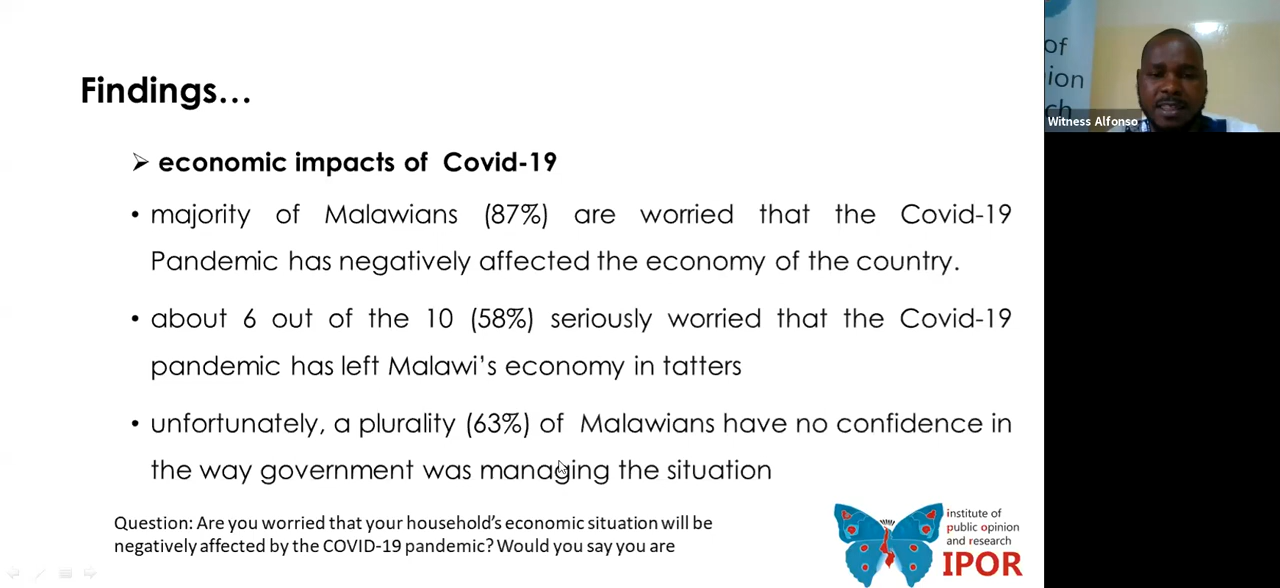 Findings…
➢ economic impacts of Covid-19
• majority of Malawians (87%) are worried that the Covid-19
Pandemic has negatively affected the economy of the country.
• about 6 out of the 10 (58%) seriously worried that the Covid-19
pandemic has left Malawi's economy in tatters
• unfortunately, a plurality (63%) of Malawians have no confidence in
the way government was managing the situation
Question: Are you worried that your household's economic situation will be
negatively affected by the COVID-19 pandemic? Would you say you are
institute of
public opinion
and research
IPOR
of
nion
ch
Witness Alfonso